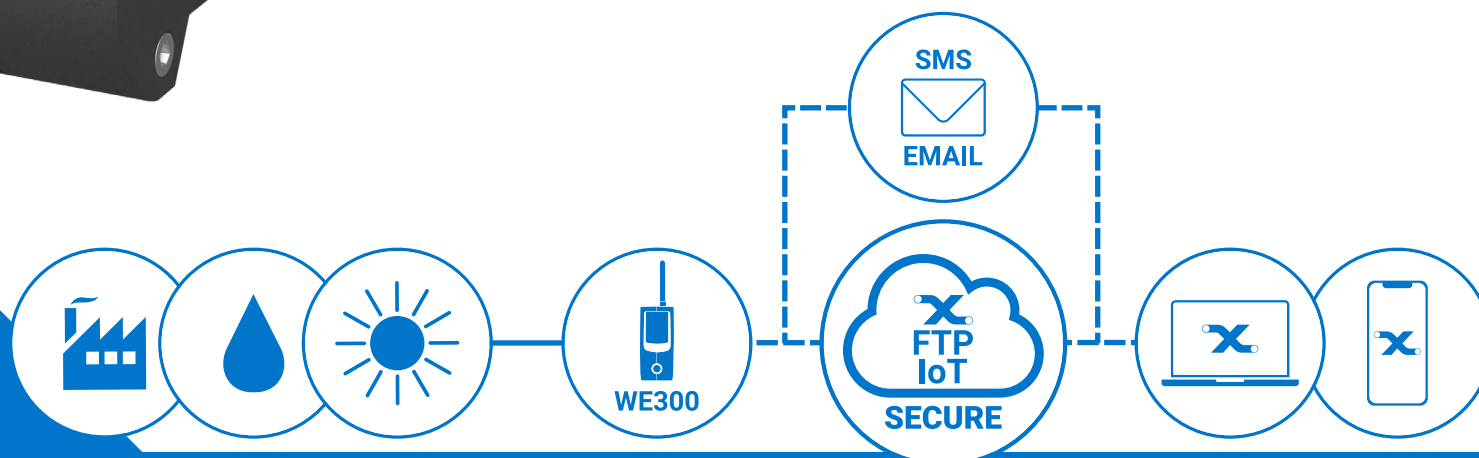 SMS
EMAIL
WE300
FTP
IoT
SECURE